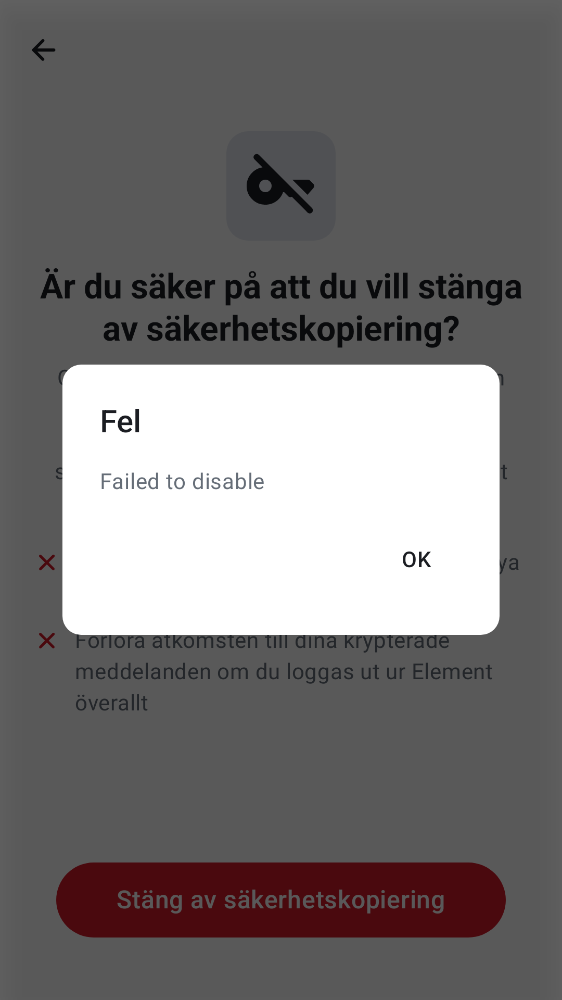 Är du säker på att du vill stänga
av säkerhetskopiering?
Fel
Failed to disable
OK
Förlora åtkomsten till dina krypterade
meddelanden om du loggas ut ur Element
överallt
Stäng av säkerhetskopiering